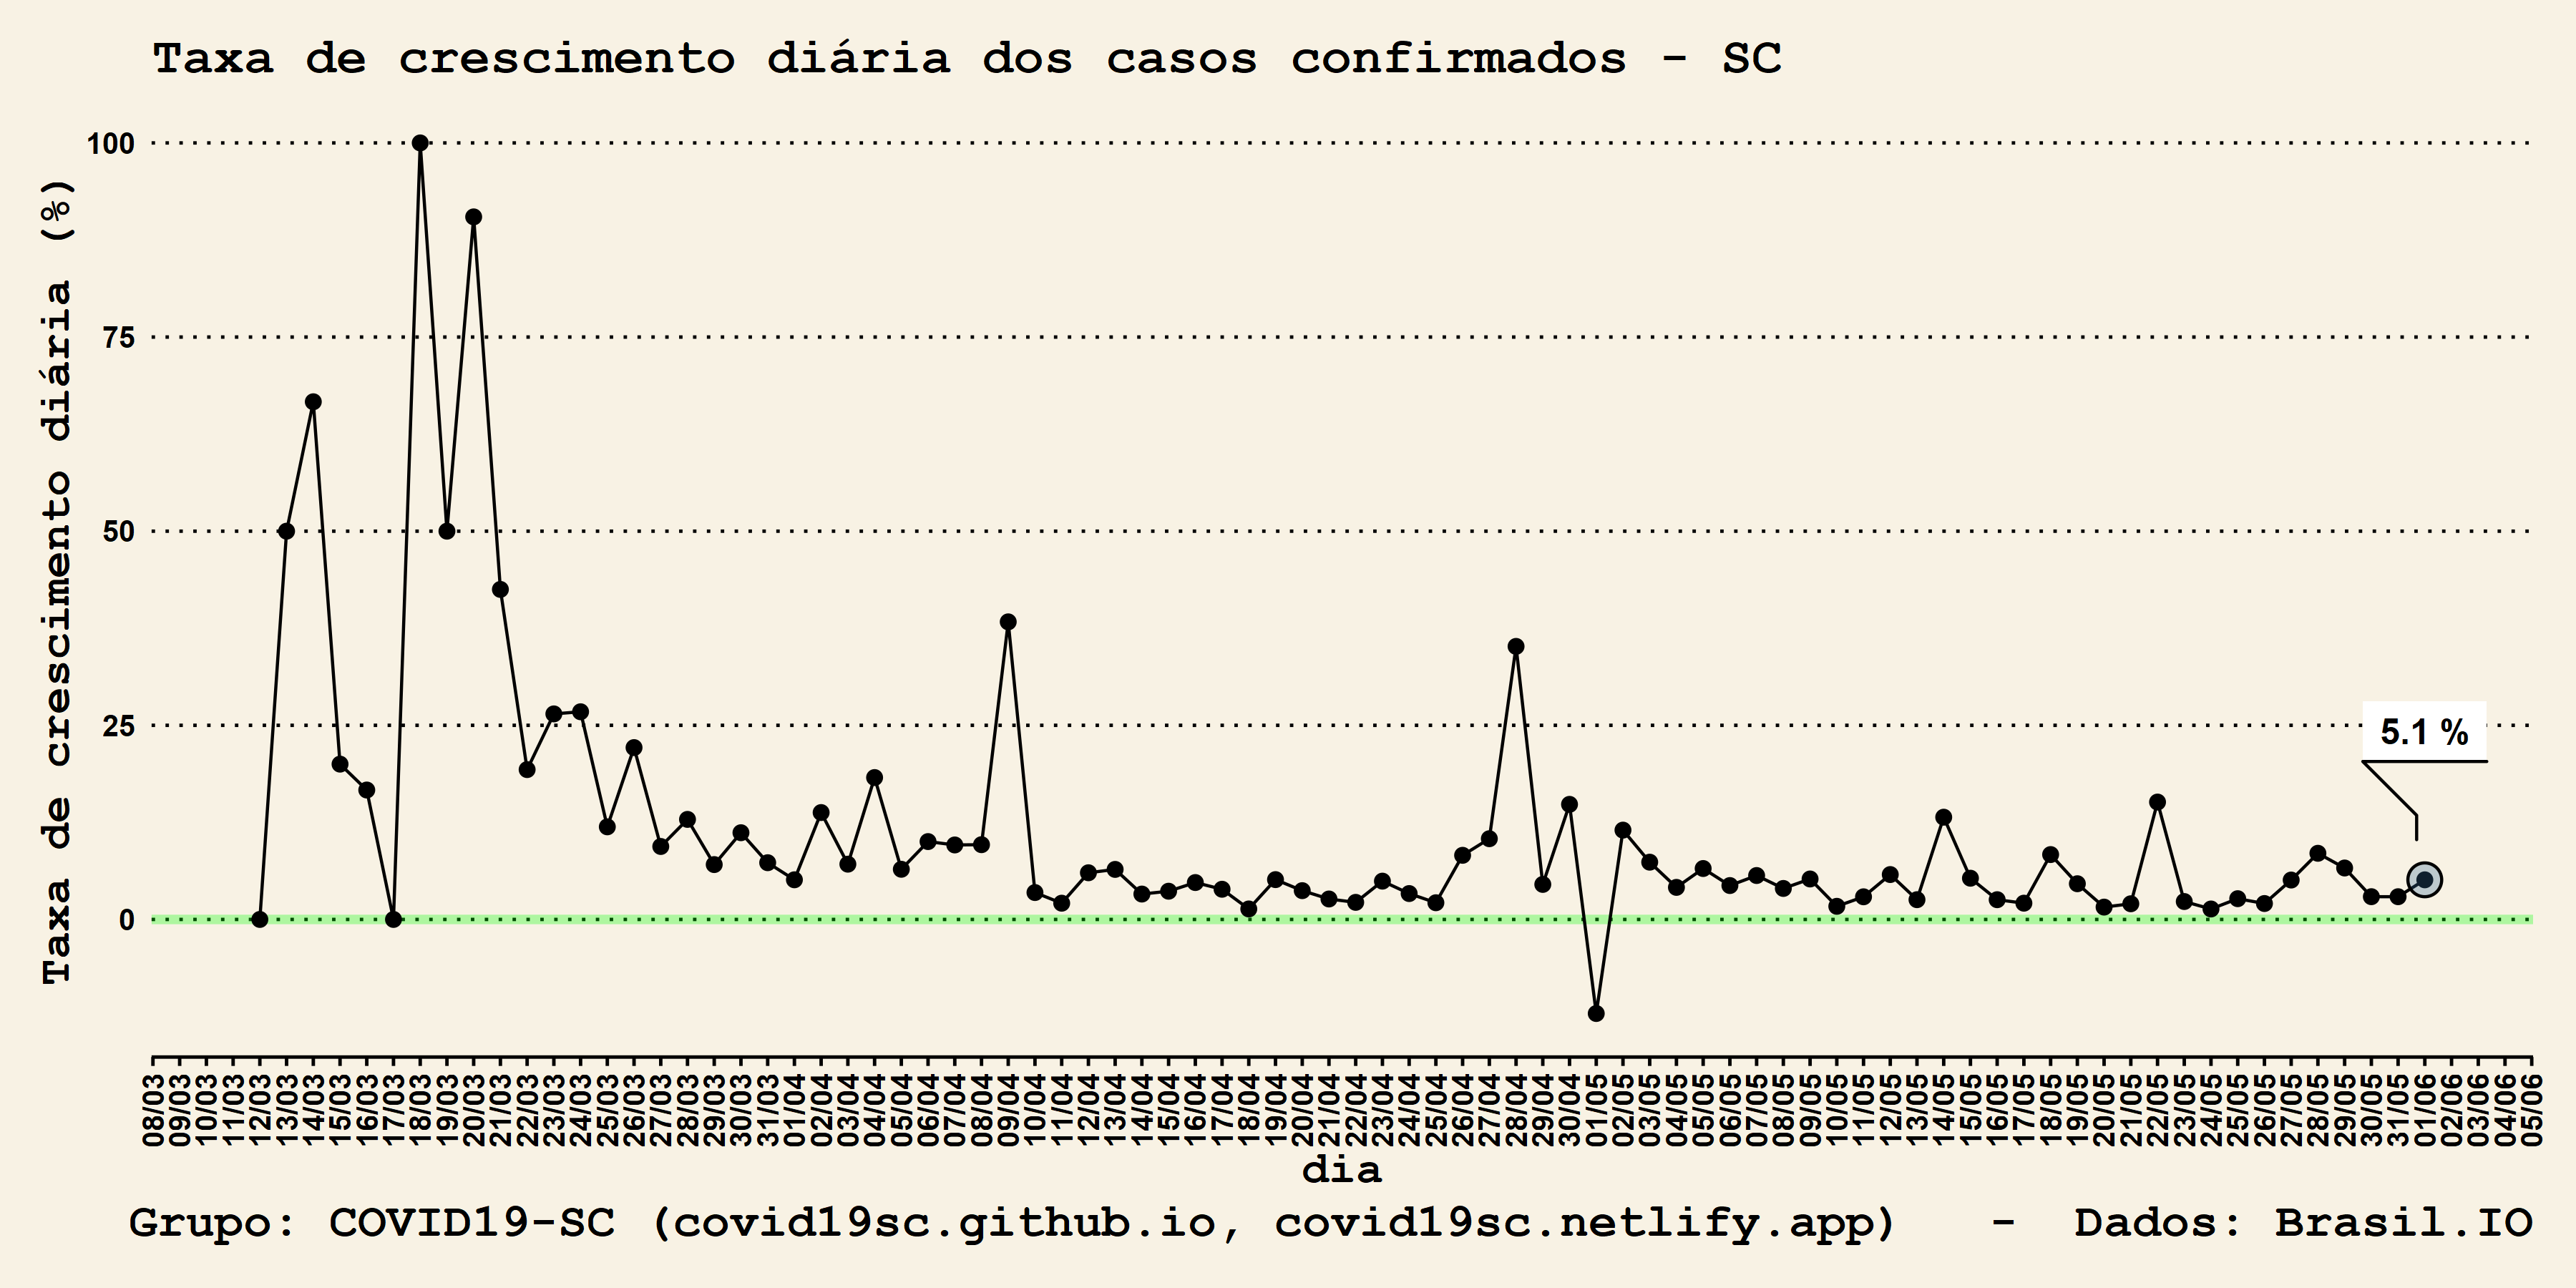 Taxa de crescimento diária dos casos confirmados - SC
Taxa de crescimento diária (%)
100
75
50
25
0
5.1 %
08/03 09/03 10/03 11/03 12/03 13/03 14/03 15/03 16/03 17/03 18/03 19/03 20/03 21/03 22/03 23/03 24/03 25/03 26/03 27/03 28/03 29/03 30/03 31/03 01/04 02/04 03/04 04/04 05/04 06/04 07/04 08/04 09/04 10/04 11/04 12/04 13/04 14/04 15/04 16/04 17/04 18/04 19/04 20/04 21/04 22/04 23/04 24/04 25/04 26/04 27/04 28/04 29/04 30/04 01/05 02/05 03/05 04/05 05/05 06/05 07/05 08/05 09/05 10/05 11/05 12/05 13/05 14/05 15/05 16/05 17/05 18/05 19/05 20/05 21/05 22/05 23/05 24/05 25/05 26/05 27/05 28/05 29/05 30/05 31/05 01/06 02/06 03/06 04/06 05/06
dia
Grupo: COVID19-SC (covid19sc.github.io, covid19sc.netlify.app) - Dados: Brasil.IO